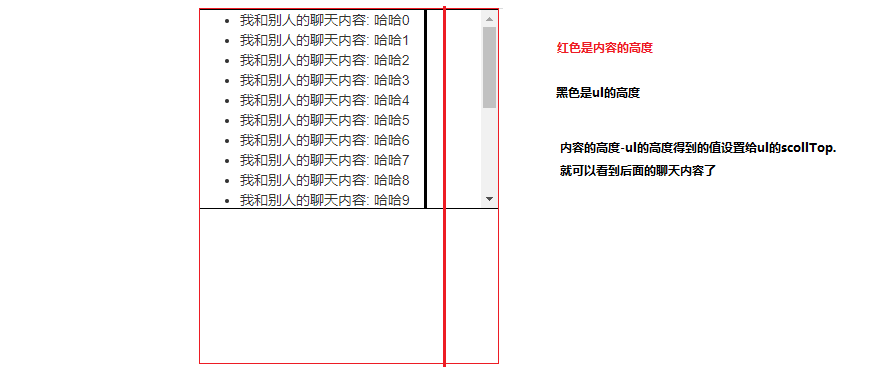 我和别人的聊天内容: 哈哈0
我和别人的聊天内容: 哈哈1
我和别人的聊天内容: 哈哈2
我和别人的聊天内容: 哈哈3
我和别人的聊天内容: 哈哈4
我和别人的聊天内容: 哈哈5
我和别人的聊天内容: 哈哈6
我和别人的聊天内容: 哈哈7
我和别人的聊天内容: 哈哈8
我和别人的聊天内容: 哈哈9
红色是内容的高度
黑色是ul的高度
内容的高度-ul的高度得到的值设置给ul的scollTop.
就可以看到后面的聊天内容了